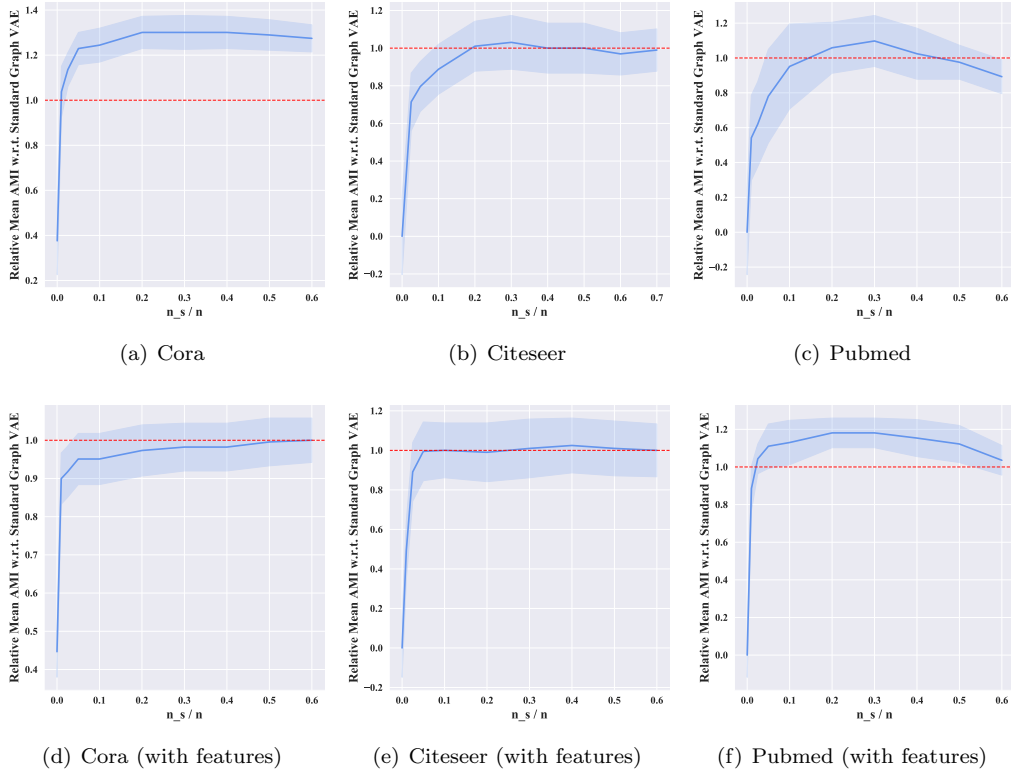 Relative Mean AMI w.r.t. Standard Graph VAE
1.4
1.2
1.0
0.8
0.6
0.4
0.2
0.0 0.1 0.2 0.3 0.4 0.5 0.6
n_s / n
(a) Cora
Relative Mean AMI w.r.t. Standard Graph VAE
1.2
1.0
0.8
0.6
0.4
0.2
0.0
−0.2
0.0 0.1 0.2 0.3 0.4 0.5 0.6 0.7
n_s / n
(b) Citeseer
Relative Mean AMI w.r.t. Standard Graph VAE
1.2
1.0
0.8
0.6
0.4
0.2
0.0
−0.2
0.0 0.1 0.2 0.3 0.4 0.5 0.6
n_s / n
(c) Pubmed
Relative Mean AMI w.r.t. Standard Graph VAE
1.0
0.9
0.8
0.7
0.6
0.5
0.4
0.0 0.1 0.2 0.3 0.4 0.5 0.6
n_s / n
(d) Cora (with features)
Relative Mean AMI w.r.t. Standard Graph VAE
1.2
1.0
0.8
0.6
0.4
0.2
0.0
−0.2
0.0 0.1 0.2 0.3 0.4 0.5 0.6
n_s / n
(e) Citeseer (with features)
Relative Mean AMI w.r.t. Standard Graph VAE
1.2
1.0
0.8
0.6
0.4
0.2
0.0
0.0 0.1 0.2 0.3 0.4 0.5 0.6
n_s / n
(f) Pubmed (with features)